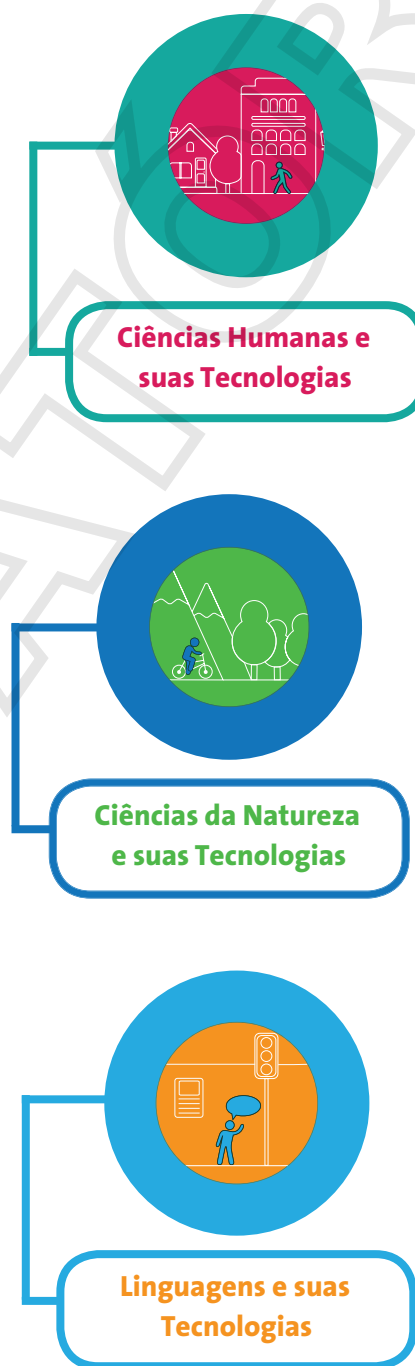 Ciências Humanas e
suas Tecnologias
Ciências da Natureza
e suas Tecnologias
Linguagens e suas
Tecnologias